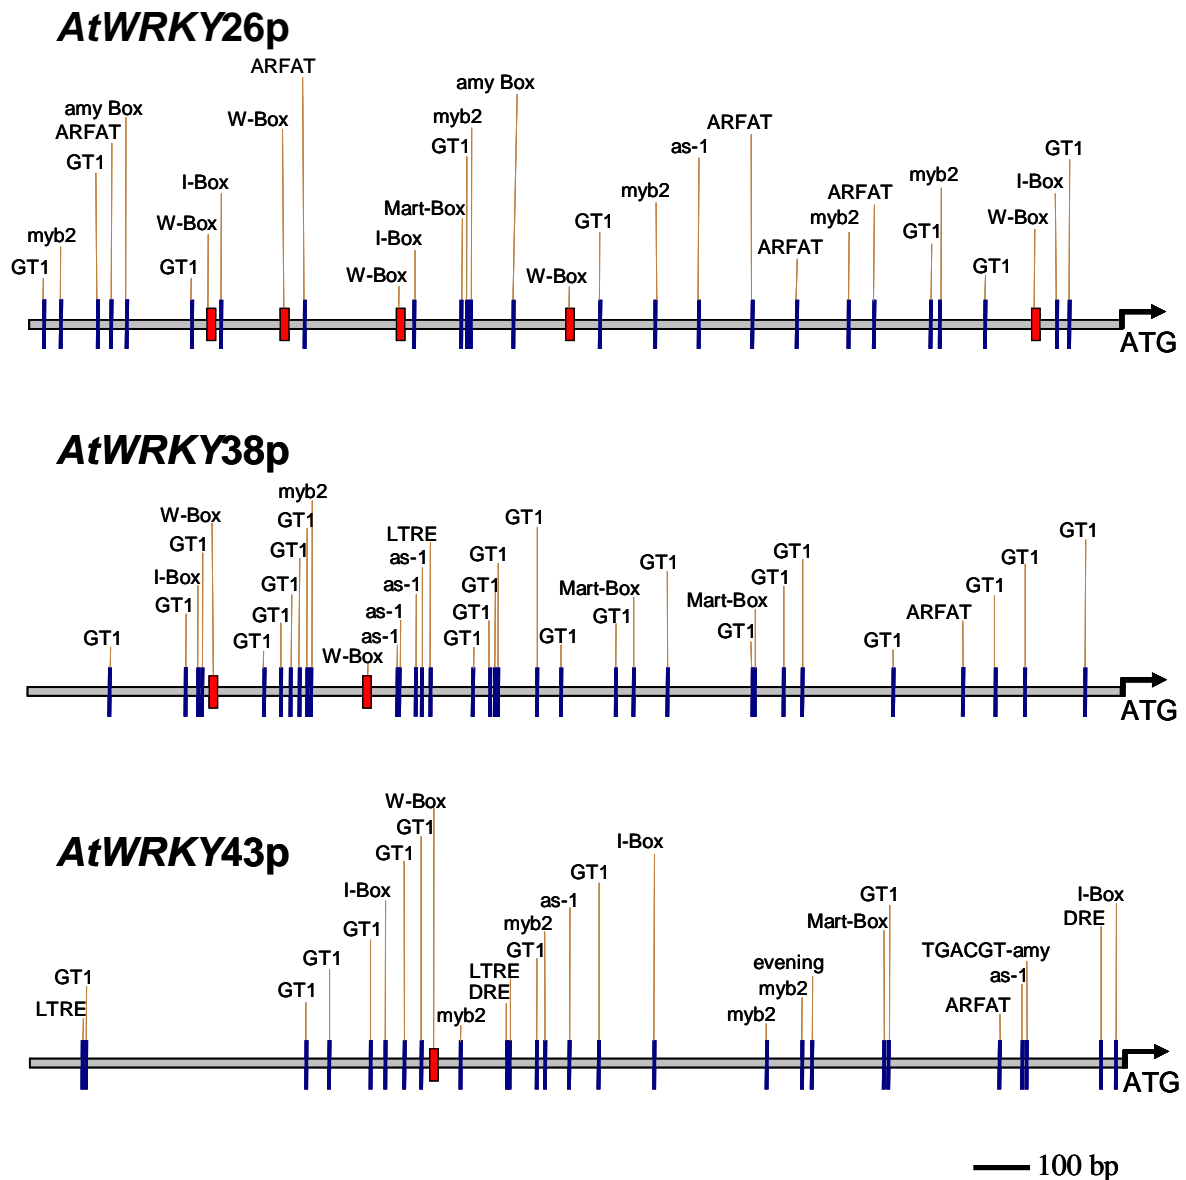 AtWRKY26p
ARFAT
amy Box
amy Box
W-Box
myb2
ARFAT
ARFAT
GT1
as-1
GT1
GT1
I-Box
myb2
ARFAT
myb2
I-Box
Mart-Box
W-Box
GT1
myb2
W-Box
myb2
I-Box
GT1
ARFAT
GT1
GT1
W-Box
W-Box
GT1
ATG
AtWRKY38p
myb2
W-Box
GT1
GT1
GT1
LTRE
GT1
GT1
GT1
as-1
GT1
GT1
GT1
I-Box
GT1
as-1
GT1
Mart-Box
GT1
GT1
GT1
GT1
as-1
GT1
GT1
Mart-Box
ARFAT
GT1
GT1
as-1
GT1
GT1
GT1
GT1
W-Box
ATG
AtWRKY43p
W-Box
GT1
GT1
I-Box
I-Box
GT1
as-1
GT1
I-Box
GT1
myb2
Mart-Box
DRE
GT1
GT1
TGACGT-amy
GT1
LTRE
evening
as-1
GT1
DRE
myb2
LTRE
myb2
myb2
ARFAT
ATG
100 bp